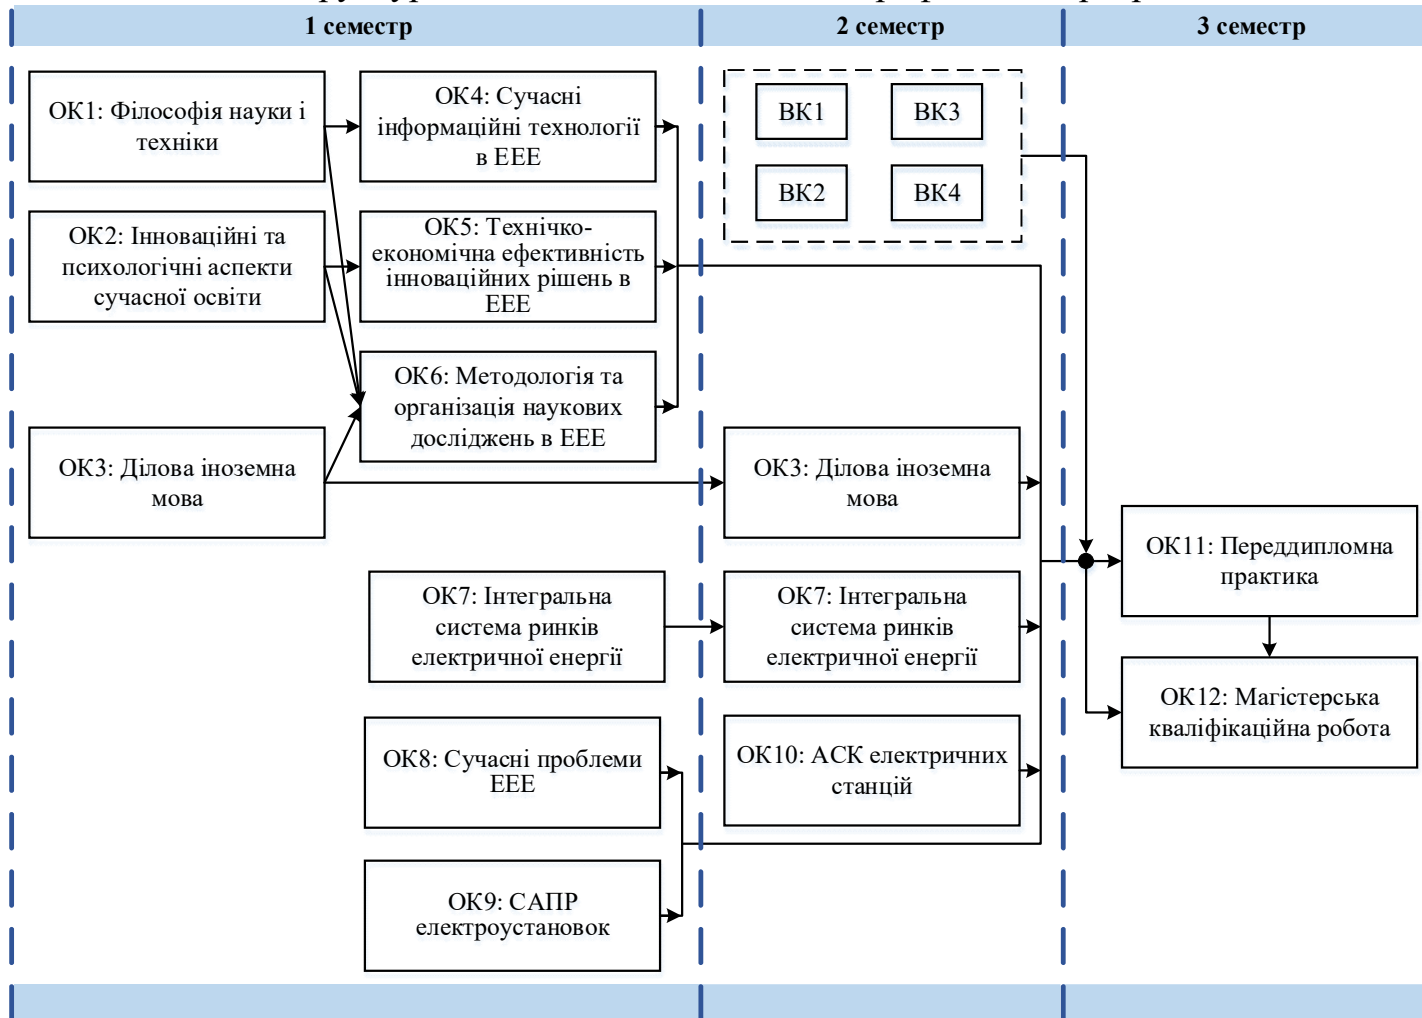 1 семестр
2 семестр
3 семестр
ОК1: Філософія науки і
техніки
ОК4: Сучасні
інформаційні технології
в ЕЕЕ
ВК1
ВК3
ВК2
ВК4
ОК2: Інноваційні та
психологічні аспекти
сучасної освіти
ОК5: Технічко-
економічна ефективність
інноваційних рішень в
ЕЕЕ
ОК6: Методологія та
організація наукових
досліджень в ЕЕЕ
ОК3: Ділова іноземна
мова
ОК3: Ділова іноземна
мова
ОК11: Переддипломна
практика
ОК7: Інтегральна
система ринків
електричної енергії
ОК7: Інтегральна
система ринків
електричної енергії
ОК12: Магістерська
кваліфікаційна робота
ОК8: Сучасні проблеми
ЕЕЕ
ОК10: АСК електричних
станцій
ОК9: САПР
електроустановок